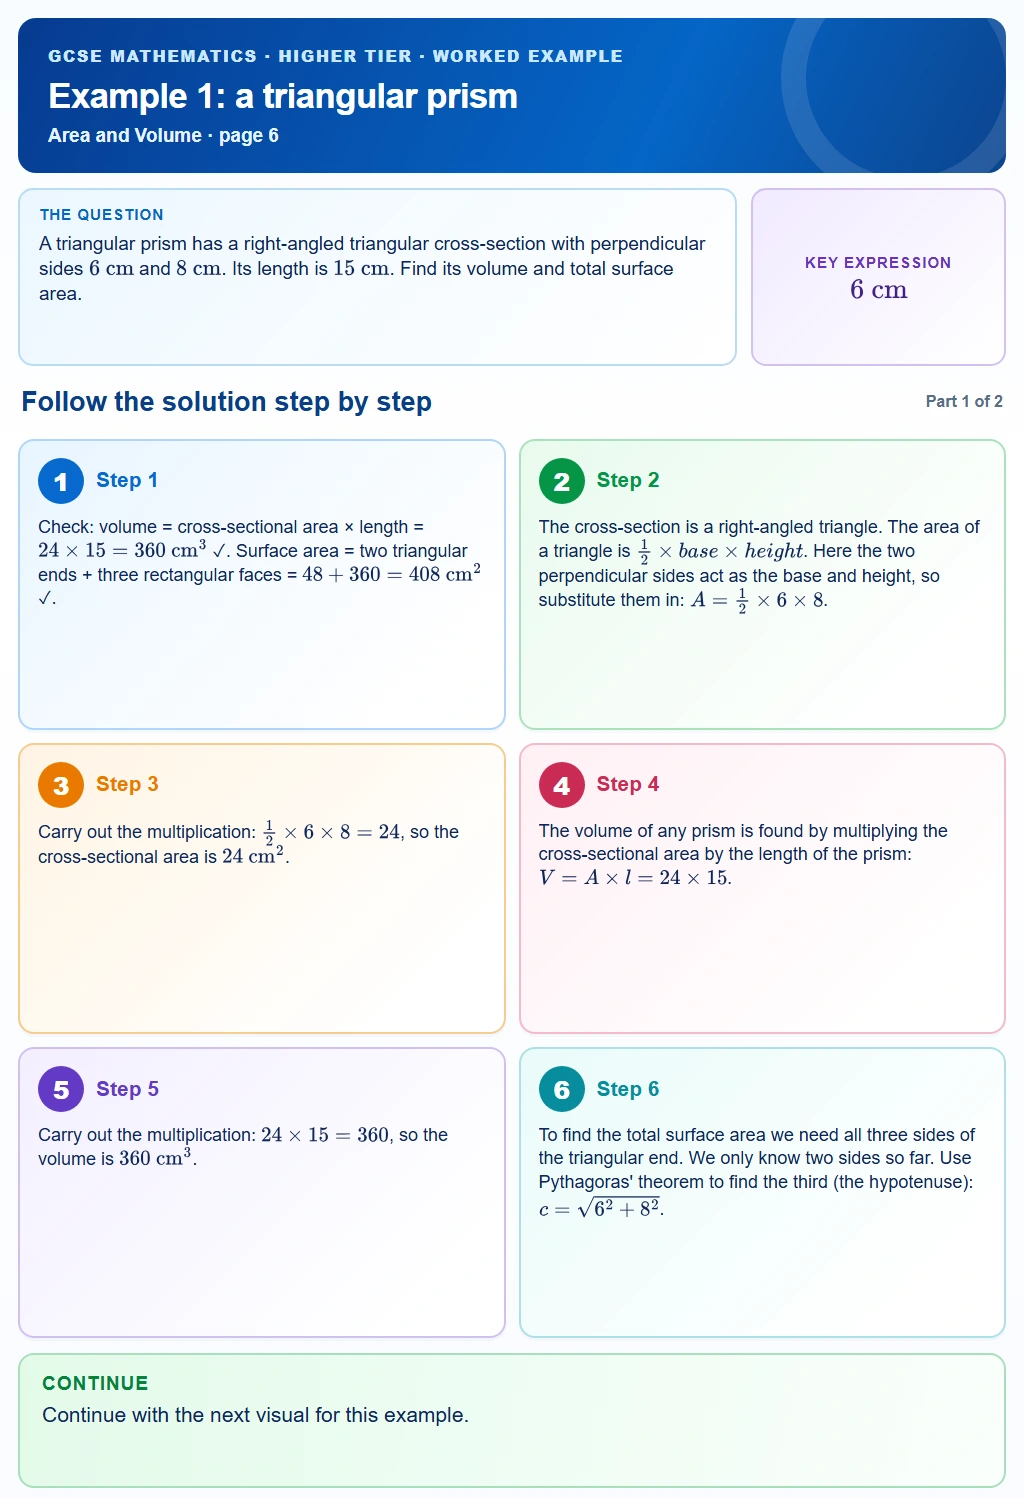 GCSE MATHEMATICS · HIGHER TIER · WORKED EXAMPLE
Example 1: a triangular prism
Area and Volume · page 6
THE QUESTION
A triangular prism has a right-angled triangular cross-section with perpendicular
sides 6 cm and 8 cm. Its length is 15 cm. Find its volume and total surface
area.
KEY EXPRESSION
6 cm
Follow the solution step by step
Part 1 of 2
1 Step 1
Check: volume = cross-sectional area × length =
24 × 15 = 360 cm³ ✓. Surface area = two triangular
ends + three rectangular faces = 48 + 360 = 408 cm²
✓.
2 Step 2
The cross-section is a right-angled triangle. The area of
a triangle is ½ × base × height. Here the two
perpendicular sides act as the base and height, so
substitute them in: A = ½ × 6 × 8.
3 Step 3
Carry out the multiplication: ½ × 6 × 8 = 24, so the
cross-sectional area is 24 cm².
4 Step 4
The volume of any prism is found by multiplying the
cross-sectional area by the length of the prism:
V = A × l = 24 × 15.
5 Step 5
Carry out the multiplication: 24 × 15 = 360, so the
volume is 360 cm³.
6 Step 6
To find the total surface area we need all three sides of
the triangular end. We only know two sides so far. Use
Pythagoras' theorem to find the third (the hypotenuse):
c = √(6² + 8²).
CONTINUE
Continue with the next visual for this example.